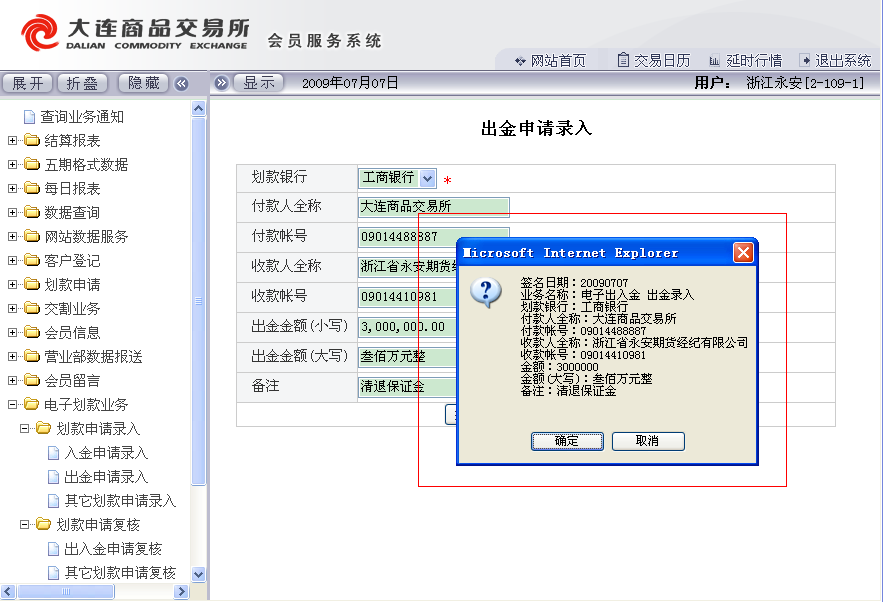 大连商品交易所
DALIAN COMMODITY EXCHANGE
会员服务系统
网站首页 交易日历 延时行情 退出系统
展开 折叠 隐藏 显示 2009年07月07日 用户： 浙江永安[2-109-1]
查询业务通知
结算报表
五期格式数据
每日报表
数据查询
网站数据服务
客户登记
划款申请
交割业务
会员信息
营业部数据报送
会员留言
电子划款业务
划款申请录入
入金申请录入
出金申请录入
其它划款申请录入
划款申请复核
出入金申请复核
其它划款申请复核
出金申请录入
划款银行 工商银行 *
付款人全称 大连商品交易所
付款帐号 09014488887
收款人全称 浙江省永安期货
收款帐号 09014410981
出金金额(小写) 3,000,000.00
出金金额(大写) 叁佰万元整
备注 清退保证金
Microsoft Internet Explorer
签名日期：20090707
业务名称：电子出入金 出金录入
划款银行：工商银行
付款人全称：大连商品交易所
付款帐号：09014488887
收款人全称：浙江省永安期货经纪有限公司
收款帐号：09014410981
金额：3000000
金额(大写)：叁佰万元整
备注：清退保证金
确定 取消